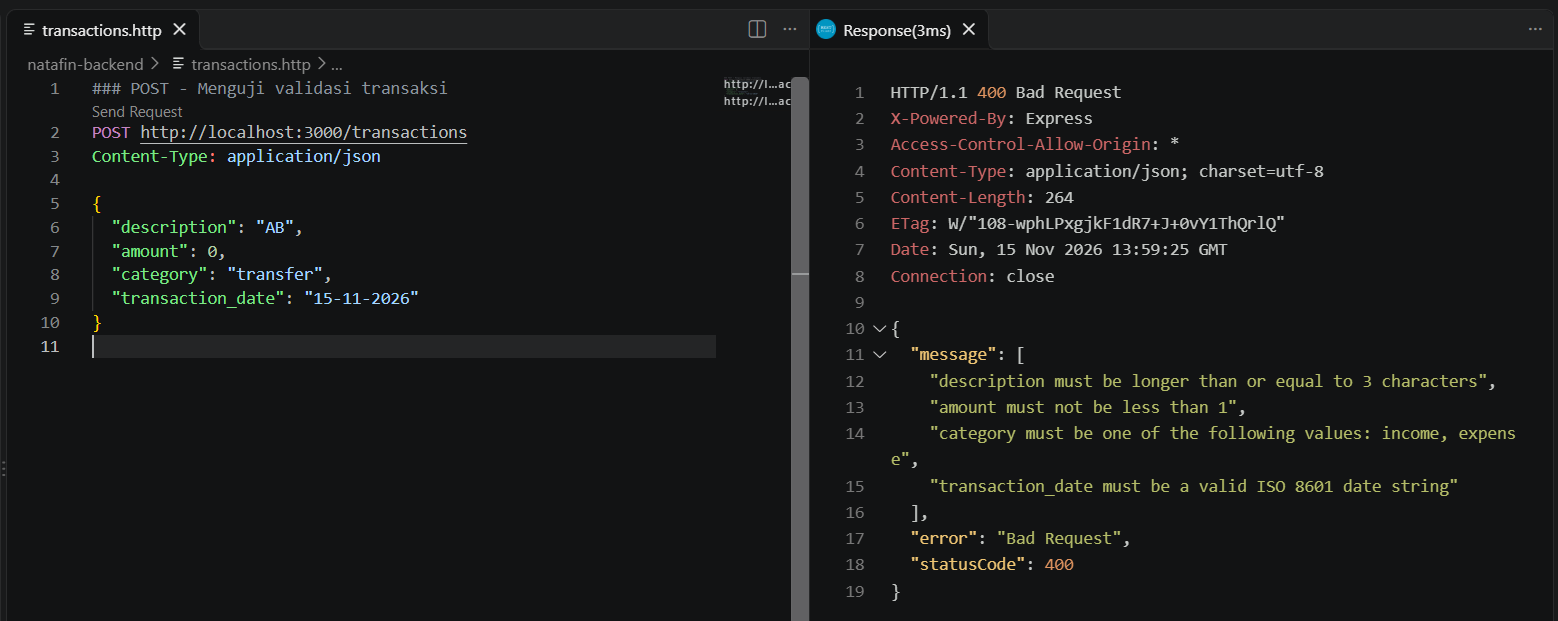 transactions.http
natafin-backend > transactions.http > ...
1 ### POST - Menguji validasi transaksi
Send Request
2 POST http://localhost:3000/transactions
3 Content-Type: application/json
4
5 {
6 "description": "AB",
7 "amount": 0,
8 "category": "transfer",
9 "transaction_date": "15-11-2026"
10 }
11
http://l...ac
http://l...ac
Response(3ms)
1 HTTP/1.1 400 Bad Request
2 X-Powered-By: Express
3 Access-Control-Allow-Origin: *
4 Content-Type: application/json; charset=utf-8
5 Content-Length: 264
6 ETag: W/"108-wphLPxgjkF1dR7+J+0vY1ThQrlQ"
7 Date: Sun, 15 Nov 2026 13:59:25 GMT
8 Connection: close
9
10 {
11 "message": [
12 "description must be longer than or equal to 3 characters",
13 "amount must not be less than 1",
14 "category must be one of the following values: income, expens
e",
15 "transaction_date must be a valid ISO 8601 date string"
16 ],
17 "error": "Bad Request",
18 "statusCode": 400
19 }